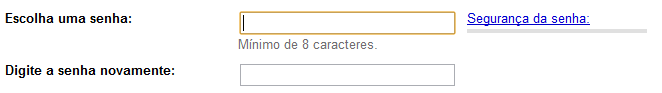 Escolha uma senha:
Segurança da senha:
Mínimo de 8 caracteres.
Digite a senha novamente: